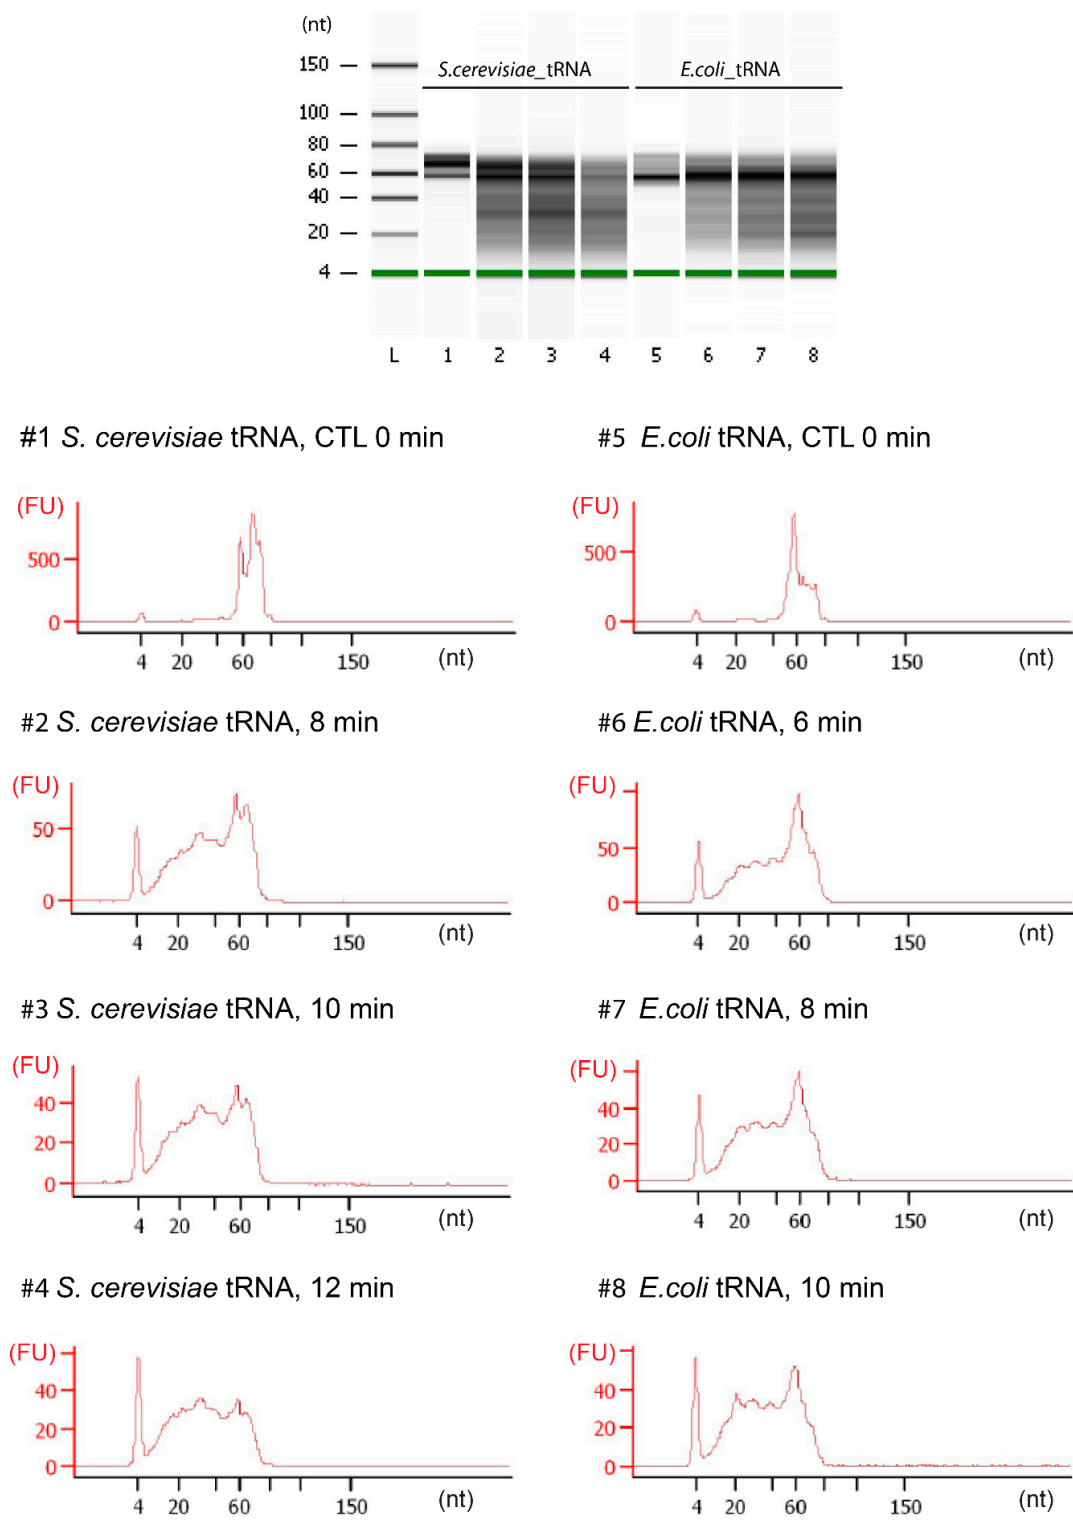 (nt)
150
S.cerevisiae_tRNA E.coli_tRNA
100
80
60
40
20
4
L 1 2 3 4 5 6 7 8
#1 S. cerevisiae tRNA, CTL 0 min
(FU)
500
0
4 20 60 150 (nt)
#5 E.coli tRNA, CTL 0 min
(FU)
500
0
4 20 60 150 (nt)
#2 S. cerevisiae tRNA, 8 min
(FU)
50
0
4 20 60 150 (nt)
#6 E.coli tRNA, 6 min
(FU)
50
0
4 20 60 150 (nt)
#3 S. cerevisiae tRNA, 10 min
(FU)
40
20
0
4 20 60 150 (nt)
#7 E.coli tRNA, 8 min
(FU)
40
20
0
4 20 60 150 (nt)
#4 S. cerevisiae tRNA, 12 min
(FU)
40
20
0
4 20 60 150 (nt)
#8 E.coli tRNA, 10 min
(FU)
40
20
0
4 20 60 150 (nt)